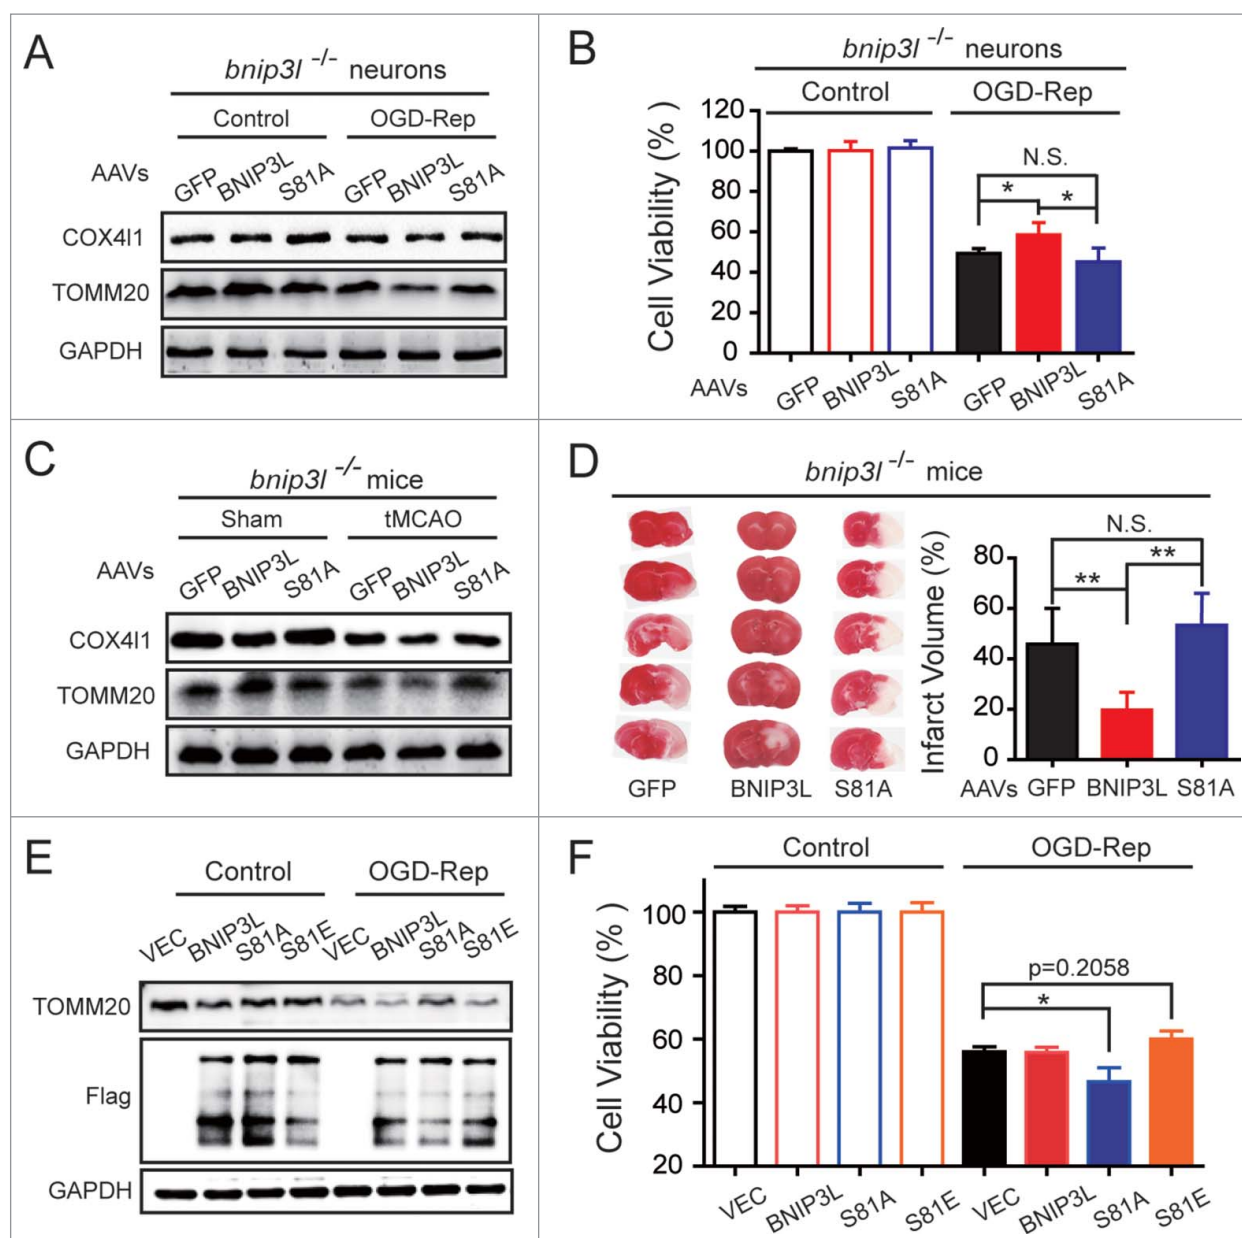 A
bnip3l -/- neurons
Control OGD-Rep
AAVs GFP BNIP3L S81A GFP BNIP3L S81A
COX4I1
TOMM20
GAPDH
B
bnip3l -/- neurons
Control OGD-Rep
Cell Viability (% )
120
100
80
60
40
20
0
N.S.
* *
AAVs GFP BNIP3L S81A GFP BNIP3L S81A
C
bnip3l -/- mice
Sham tMCAO
AAVs GFP BNIP3L S81A GFP BNIP3L S81A
COX4I1
TOMM20
GAPDH
D
bnip3l -/- mice
GFP BNIP3L S81A
Infarct Volume (%)
80
60
40
20
0
N.S.
** **
AAVs GFP BNIP3L S81A
E
Control OGD-Rep
VEC BNIP3L S81A S81E VEC BNIP3L S81A S81E
TOMM20
Flag
GAPDH
F
Control OGD-Rep
Cell Viability (% )
100
80
60
40
20
p=0.2058
*
VEC BNIP3L S81A S81E VEC BNIP3L S81A S81E